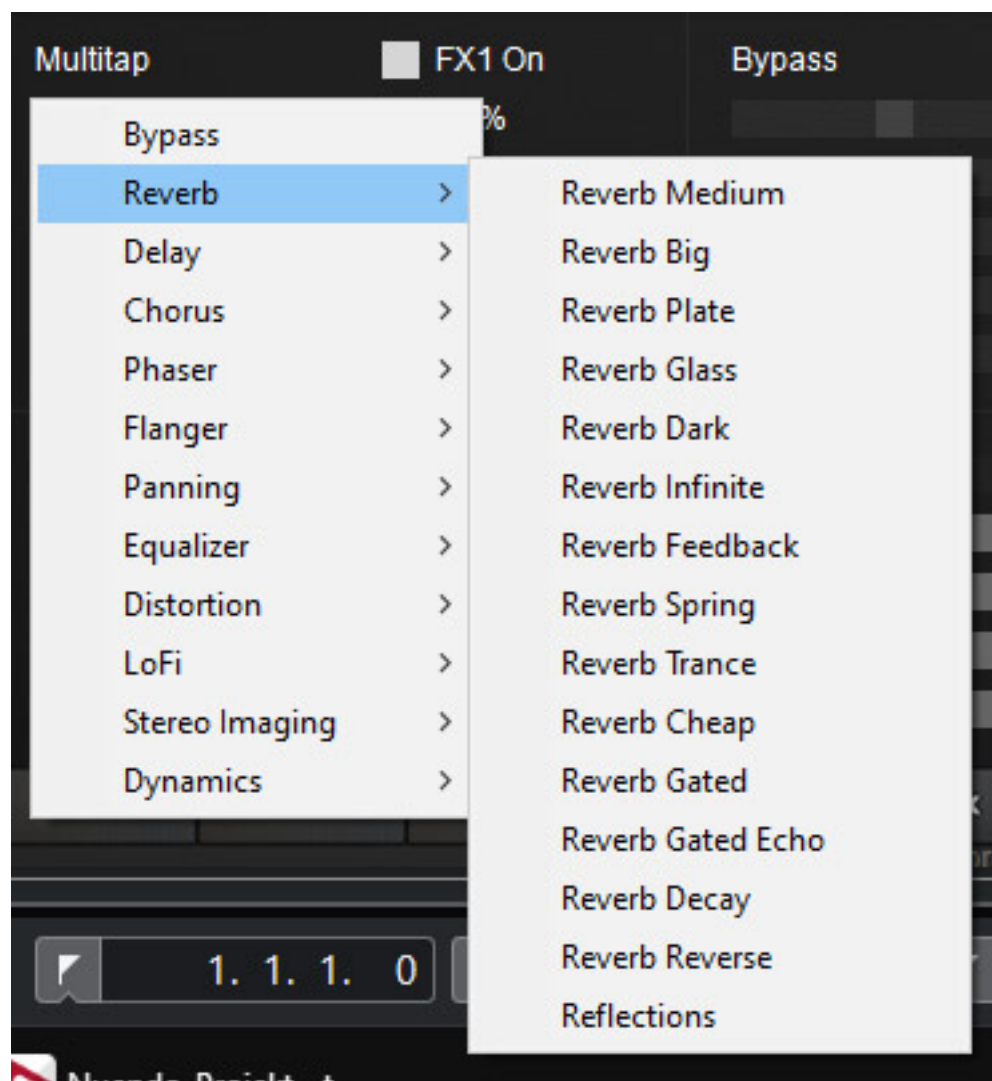 Multitap FX1 On Bypass
%
Bypass
Reverb
Delay
Chorus
Phaser
Flanger
Panning
Equalizer
Distortion
LoFi
Stereo Imaging
Dynamics
Reverb Medium
Reverb Big
Reverb Plate
Reverb Glass
Reverb Dark
Reverb Infinite
Reverb Feedback
Reverb Spring
Reverb Trance
Reverb Cheap
Reverb Gated
Reverb Gated Echo
Reverb Decay
Reverb Reverse
Reflections
1. 1. 1. 0